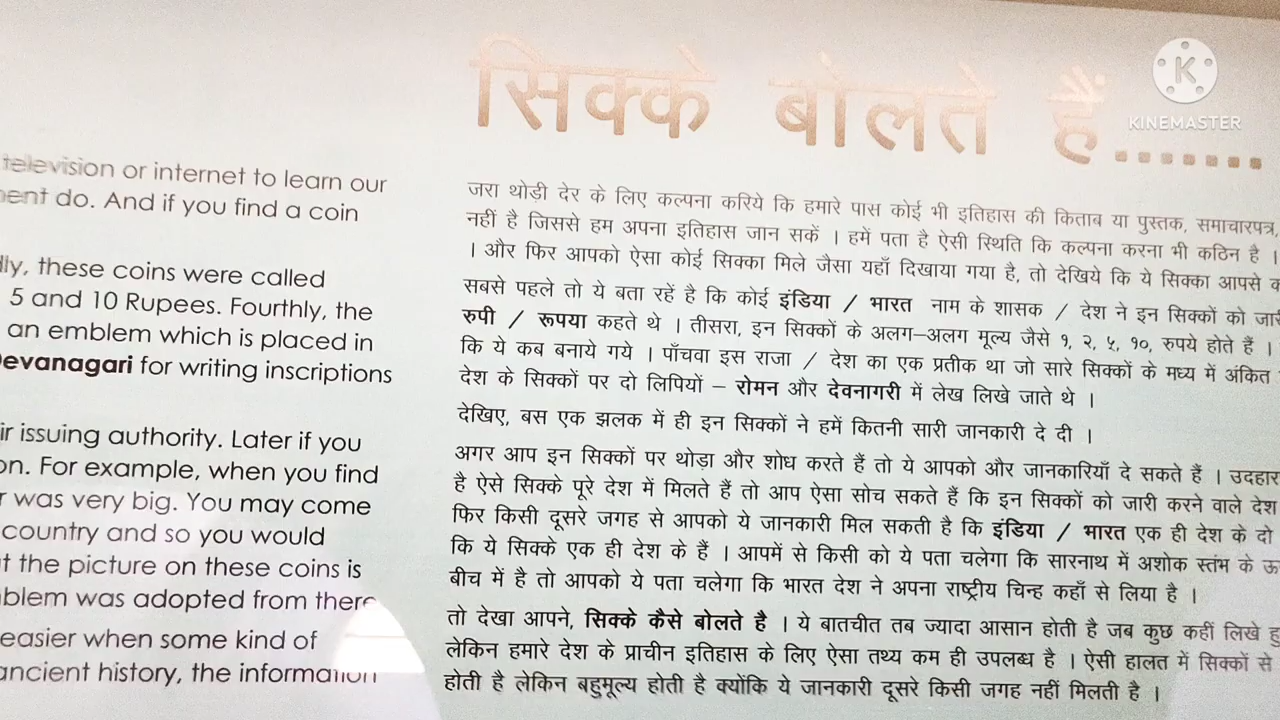 सिक्के बोलते हैं.......
KINEMASTER
television or internet to learn our
do. And if you find a coin
these coins were called
5 and 10 Rupees. Fourthly, the
an emblem which is placed in
for writing inscriptions
issuing authority. Later if you
For example, when you find
was very big. You may come
country and so you would
the picture on these coins is
was adopted from there
easier when some kind of
ancient history, the information
जरा थोड़ी देर के लिए कल्पना करिये कि हमारे पास कोई भी इतिहास की किताब या पुस्तक, समाचारपत्र,
नहीं है जिससे हम अपना इतिहास जान सकें । हमें पता है ऐसी स्थिति कि कल्पना करना भी कठिन है ।
। और फिर आपको ऐसा कोई सिक्का मिले जैसा यहाँ दिखाया गया है, तो देखिये कि ये सिक्का आपसे
सबसे पहले तो ये बता रहें है कि कोई इंडिया / भारत नाम के शासक / देश ने इन सिक्कों को
रुपी / रूपया कहते थे । तीसरा, इन सिक्कों के अलग–अलग मूल्य जैसे १, २, ५, १०, रुपये होते हैं ।
कि ये कब बनाये गये । पाँचवा इस राजा / देश का एक प्रतीक था जो सारे सिक्कों के मध्य में अंकित
देश के सिक्कों पर दो लिपियों – रोमन और देवनागरी में लेख लिखे जाते थे ।
देखिए, बस एक झलक में ही इन सिक्कों ने हमें कितनी सारी जानकारी दे दी ।
अगर आप इन सिक्कों पर थोड़ा और शोध करते हैं तो ये आपको और जानकारियाँ दे सकते हैं ।
है ऐसे सिक्के पूरे देश में मिलते हैं तो आप ऐसा सोच सकते हैं कि इन सिक्कों को जारी करने वाले देश
फिर किसी दूसरे जगह से आपको ये जानकारी मिल सकती है कि इंडिया / भारत एक ही देश के दो
कि ये सिक्के एक ही देश के हैं । आपमें से किसी को ये पता चलेगा कि सारनाथ में अशोक स्तंभ के
बीच में है तो आपको ये पता चलेगा कि भारत देश ने अपना राष्ट्रीय चिन्ह कहाँ से लिया है ।
तो देखा आपने, सिक्के कैसे बोलते है । ये बातचीत तब ज्यादा आसान होती है जब कुछ कहीं लिखे
लेकिन हमारे देश के प्राचीन इतिहास के लिए ऐसा तथ्य कम ही उपलब्ध है । ऐसी हालत में सिक्कों से
होती है लेकिन बहुमूल्य होती है क्योंकि ये जानकारी दूसरे किसी जगह नहीं मिलती है ।